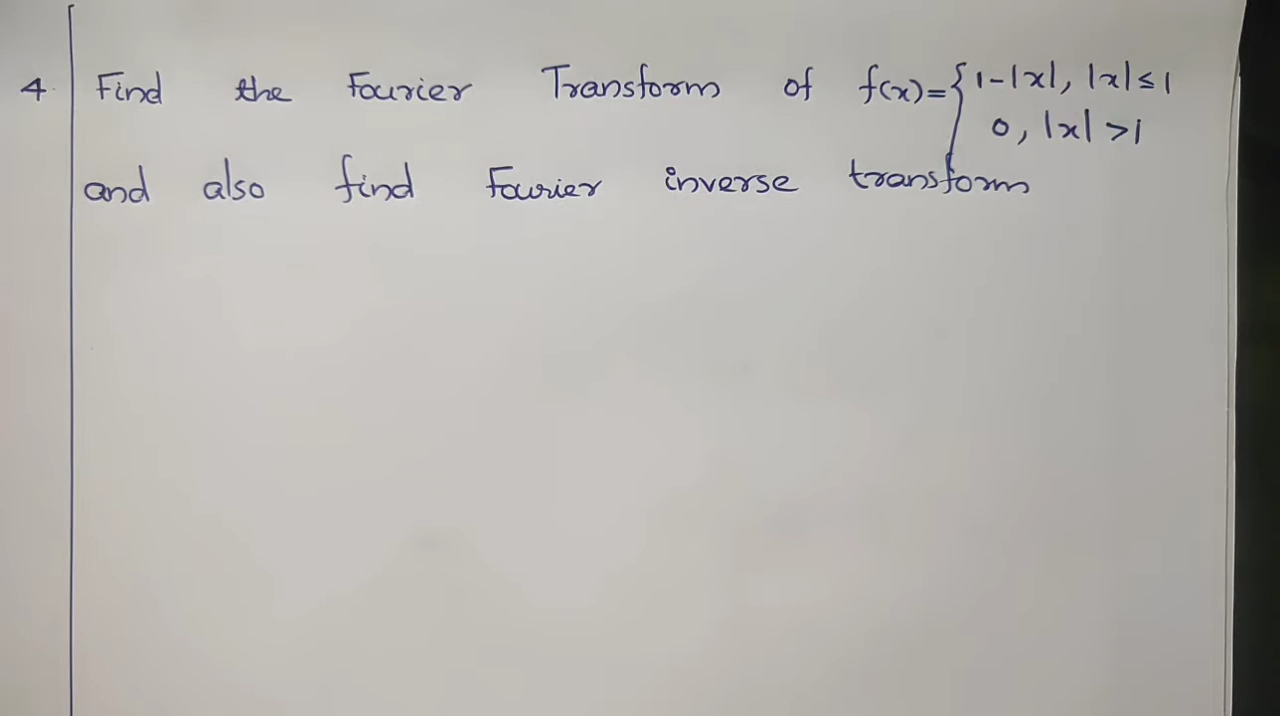 4. Find the Fourier Transform of f(x)={1-|x|, |x|≤1
0, |x|>1
and also find Fourier inverse transform